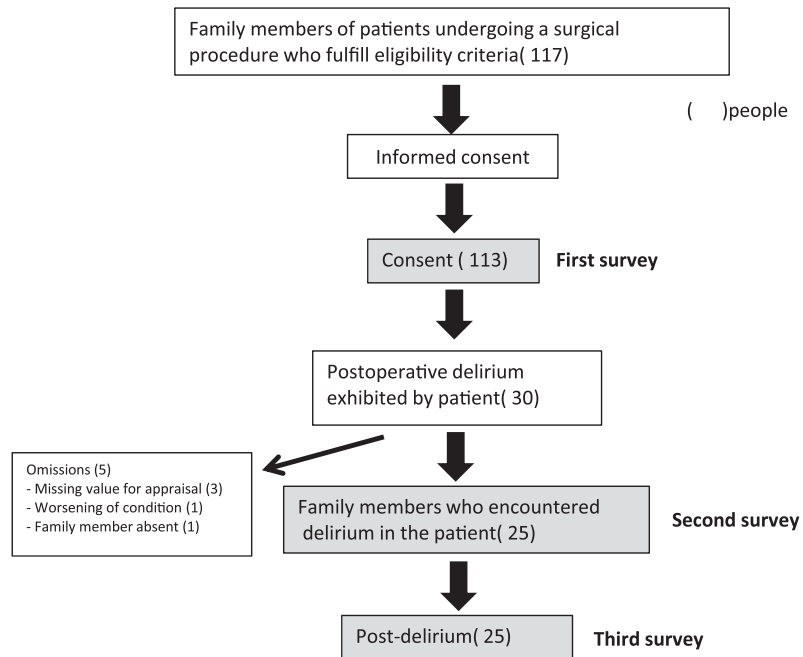 Family members of patients undergoing a surgical
procedure who fulfill eligibility criteria( 117)
(     )people
Informed consent
Consent ( 113)
First survey
Postoperative delirium
exhibited by patient( 30)
Omissions (5)
- Missing value for appraisal (3)
- Worsening of condition (1)
- Family member absent (1)
Family members who encountered
delirium in the patient( 25)
Second survey
Post-delirium( 25)
Third survey